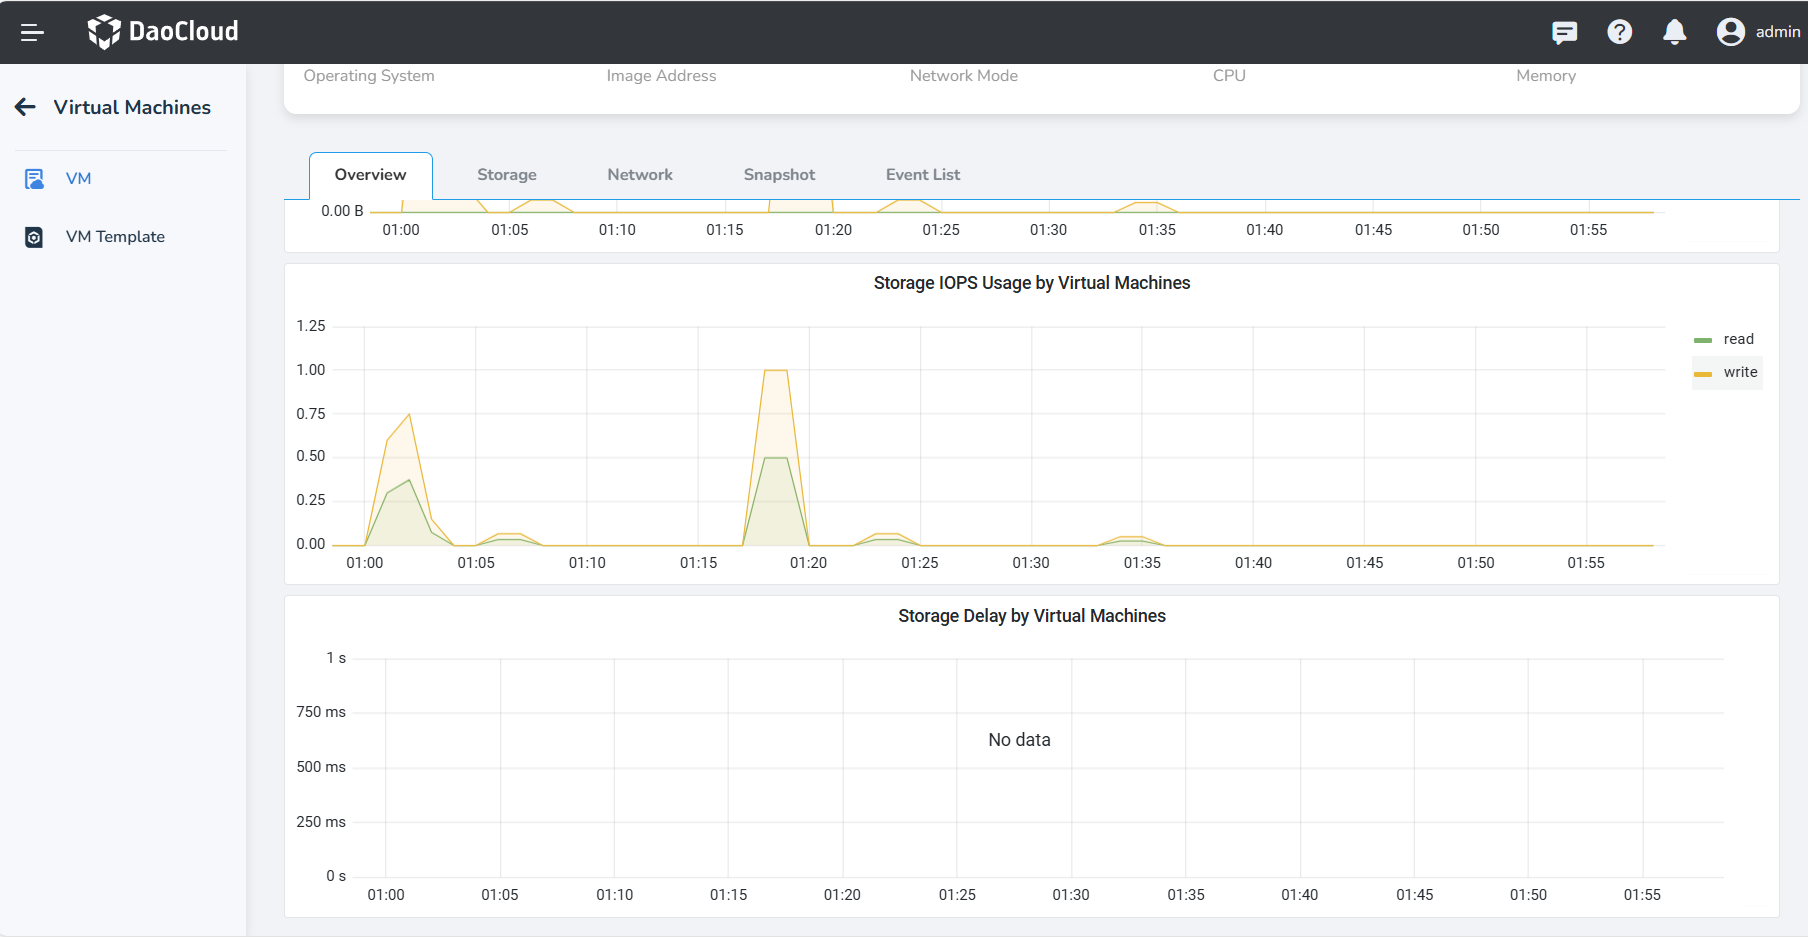 DaoCloud
admin
Virtual Machines
VM
VM Template
Operating System Image Address Network Mode CPU Memory
Overview Storage Network Snapshot Event List
0.00 B
01:00 01:05 01:10 01:15 01:20 01:25 01:30 01:35 01:40 01:45 01:50 01:55
Storage IOPS Usage by Virtual Machines
1.25
1.00
0.75
0.50
0.25
0.00
01:00 01:05 01:10 01:15 01:20 01:25 01:30 01:35 01:40 01:45 01:50 01:55
read
write
Storage Delay by Virtual Machines
1 s
750 ms
500 ms
250 ms
0 s
No data
01:00 01:05 01:10 01:15 01:20 01:25 01:30 01:35 01:40 01:45 01:50 01:55